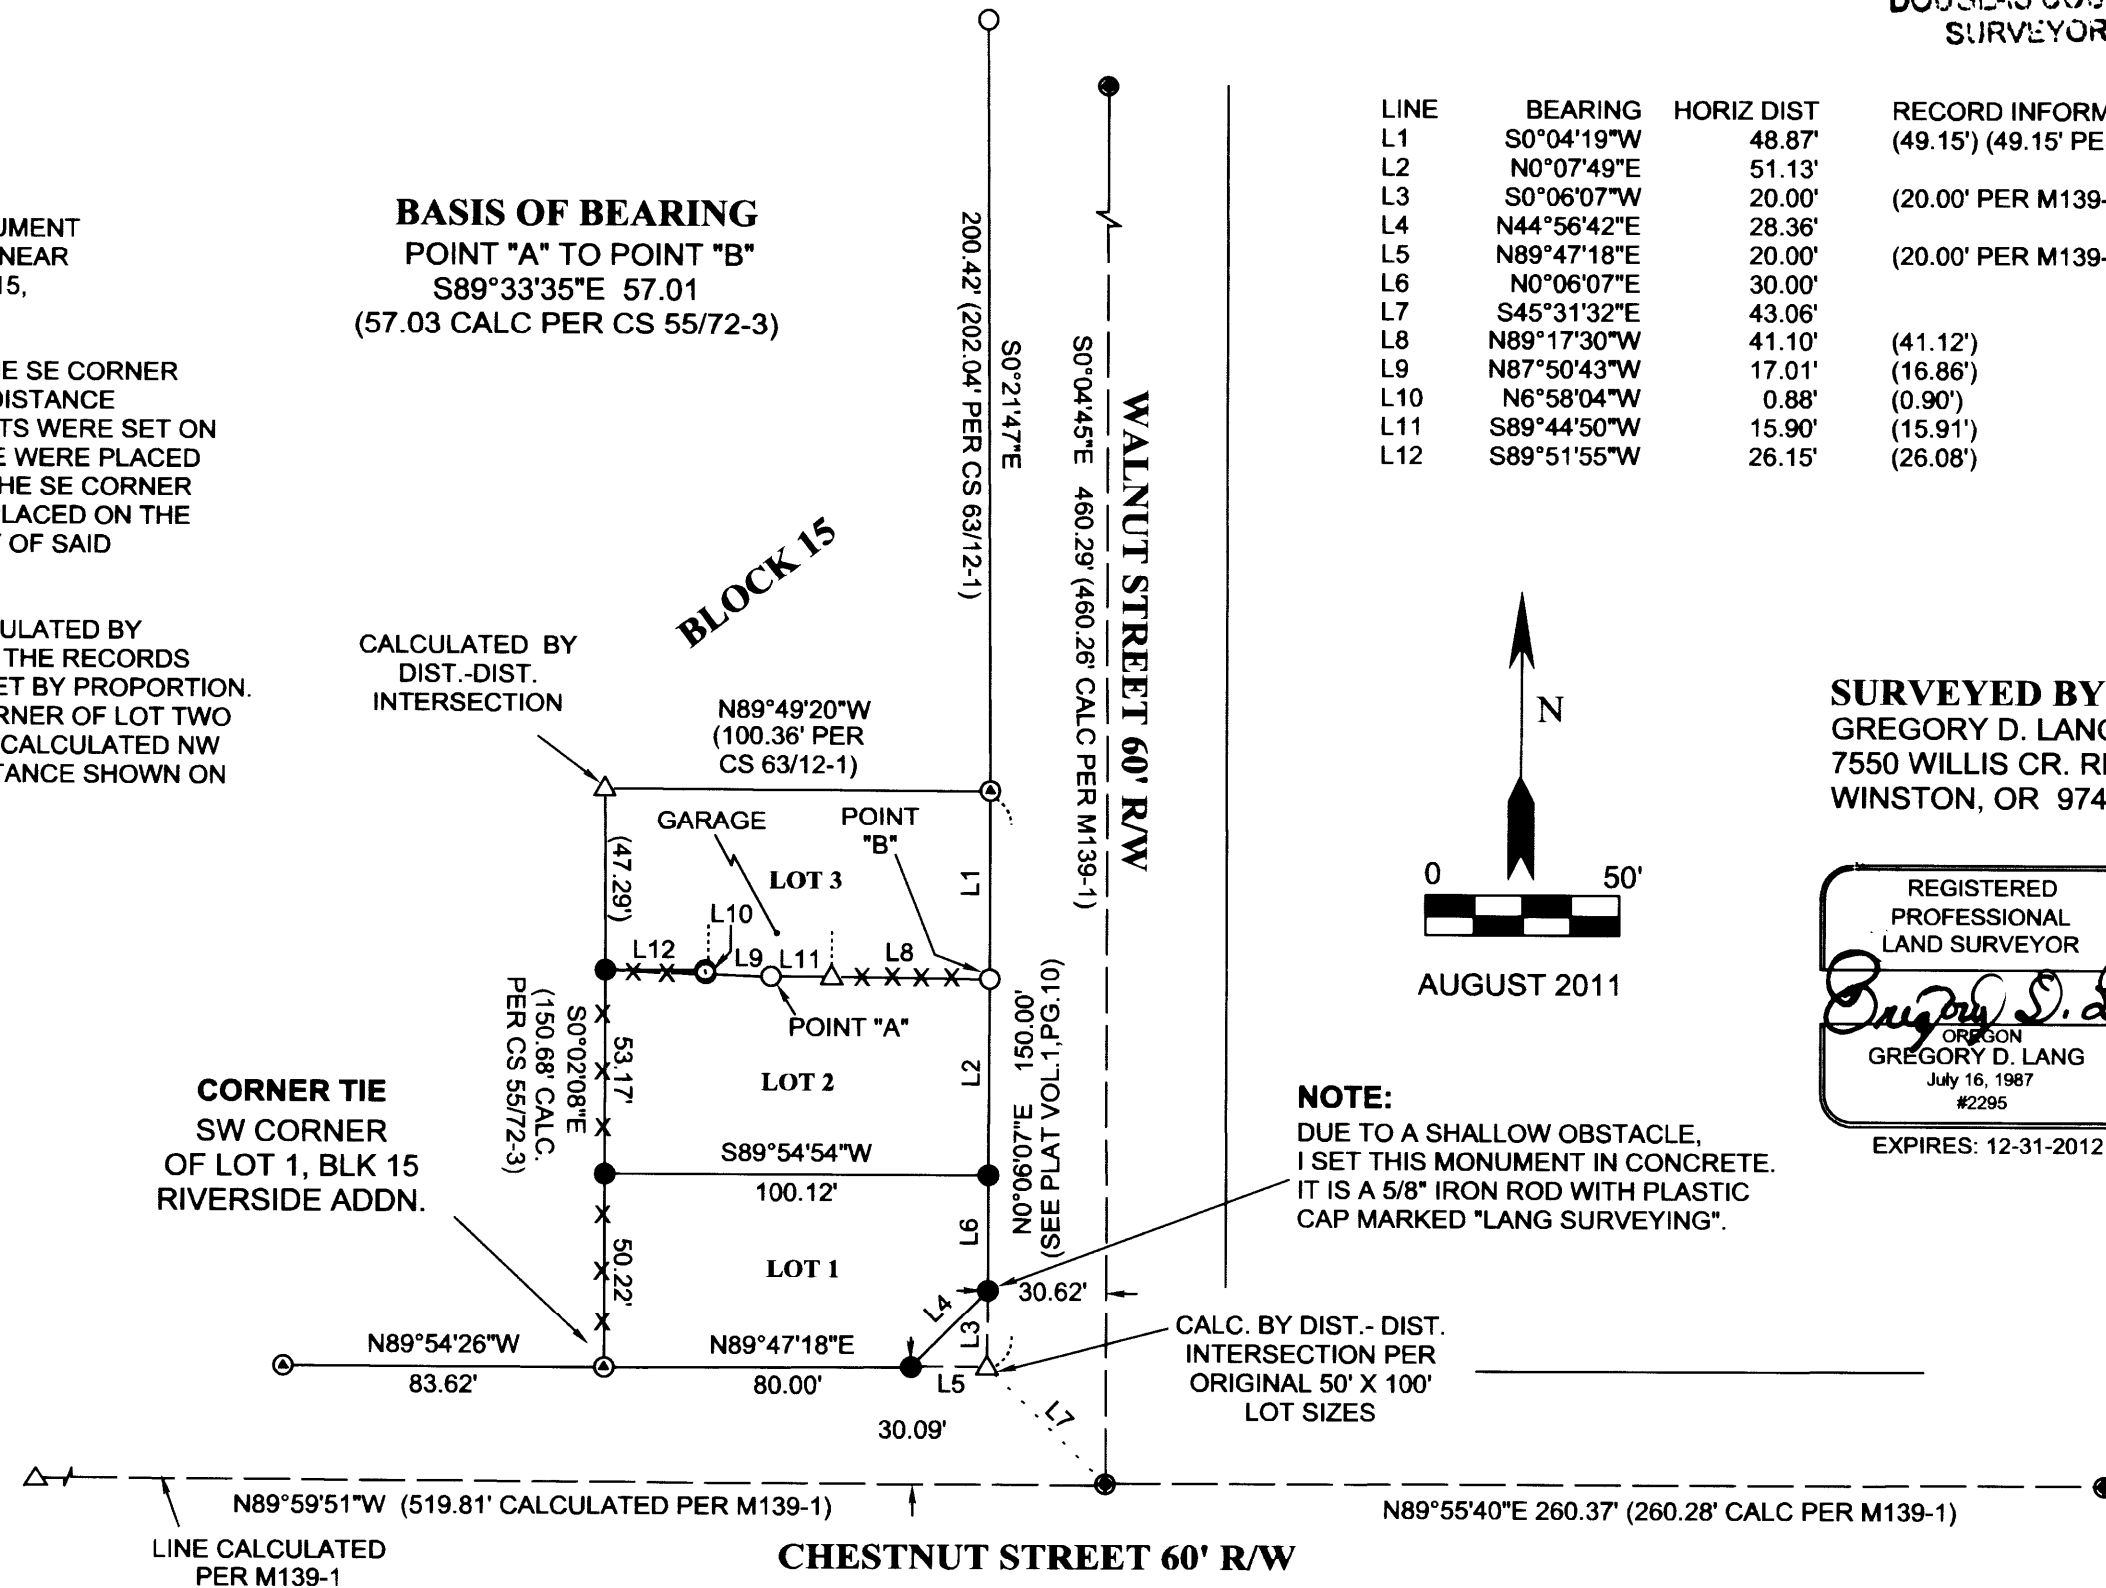 SURVEYOR
LINE BEARING HORIZ DIST
L1 S0°04'19"W 48.87' (49.15') (49.15'
L2 N0°07'49"E 51.13'
L3 S0°06'07"W 20.00' (20.00' PER M139-
L4 N44°56'42"E 28.36'
L5 N89°47'18"E 20.00' (20.00' PER M139-
L6 N0°06'07"E 30.00'
L7 S45°31'32"E 43.06'
L8 N89°17'30"W 41.10' (41.12')
L9 N87°50'43"W 17.01' (16.86')
L10 N6°58'04"W 0.88' (0.90')
L11 S89°44'50"W 15.90' (15.91')
L12 S89°51'55"W 26.15' (26.08')
RECORD
NEAR
15,
SE CORNER
WERE SET ON
WERE PLACED
SE CORNER
ON THE
OF SAID
BY
THE RECORDS
BY PROPORTION.
OF LOT TWO
CALCULATED NW
SHOWN ON
BASIS OF BEARING
POINT "A" TO POINT "B"
S89°33'35"E 57.01
(57.03 CALC PER CS 55/72-3)
200.42' (202.04' PER CS 63/12-1)
S0°21'47"E
S0°04'45"E 460.29' (460.26' CALC PER M139-1)
WALNUT STREET 60' R/W
BLOCK 15
CALCULATED BY
DIST.-DIST.
INTERSECTION
N89°49'20"W
(100.36' PER
CS 63/12-1)
GARAGE
POINT
"B"
LOT 3
(47.29')
L1
L10
L12
L9
L11
L8
POINT "A"
LOT 2
53.17'
S0°02'08"E
(150.68' CALC.
PER CS 55/72-3)
L2
N0°06'07"E 150.00'
(SEE PLAT VOL.1,PG.10)
S89°54'54"W
100.12'
CORNER TIE
SW CORNER
OF LOT 1, BLK 15
RIVERSIDE ADDN.
LOT 1
50.22'
L6
L4
L3
30.62'
N89°54'26"W
83.62'
N89°47'18"E
80.00'
L5
30.09'
L7
N
0 50'
AUGUST 2011
SURVEYED BY
GREGORY D.
7550 WILLIS CR.
WINSTON, OR
REGISTERED
PROFESSIONAL
LAND SURVEYOR
Gregory D.
OREGON
GREGORY D. LANG
July 16, 1987
#2295
EXPIRES: 12-31-2012
NOTE:
DUE TO A SHALLOW OBSTACLE,
I SET THIS MONUMENT IN CONCRETE.
IT IS A 5/8" IRON ROD WITH PLASTIC
CAP MARKED "LANG SURVEYING".
CALC. BY DIST.- DIST.
INTERSECTION PER
ORIGINAL 50' X 100'
LOT SIZES
N89°59'51"W (519.81' CALCULATED PER M139-1)
LINE CALCULATED
PER M139-1
N89°55'40"E 260.37' (260.28' CALC PER M139-1)
CHESTNUT STREET 60' R/W